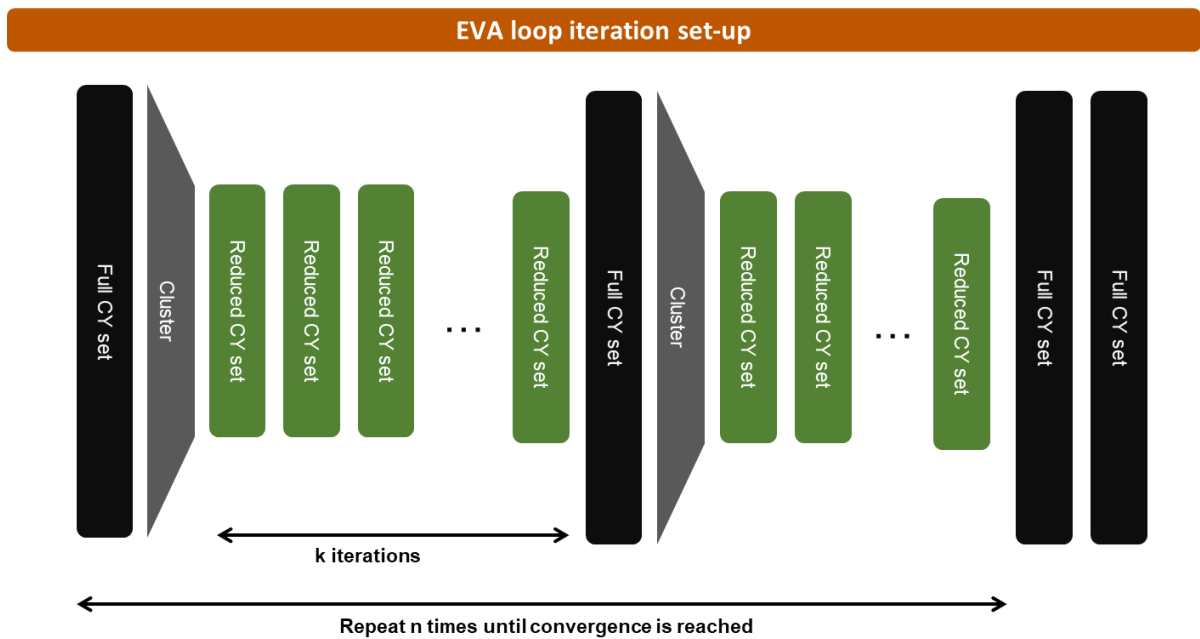 EVA loop iteration set-up
Full CY set
Cluster
Reduced CY set
Reduced CY set
Reduced CY set
...
Reduced CY set
Full CY set
Cluster
Reduced CY set
Reduced CY set
...
Reduced CY set
Full CY set
Full CY set
k iterations
Repeat n times until convergence is reached